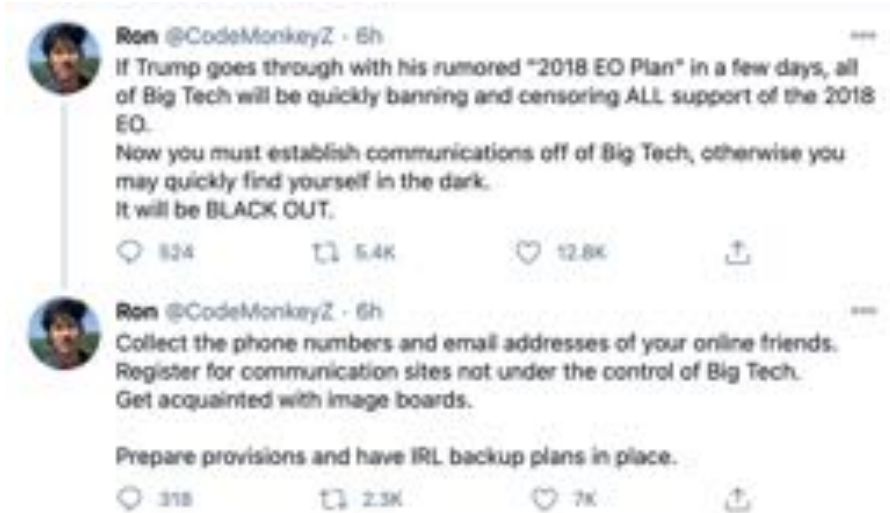 Ron @CodeMonkeyZ · 6h
If Trump goes through with his rumored "2018 EO Plan" in a few days, all
of Big Tech will be quickly banning and censoring ALL support of the 2018
EO.
Now you must establish communications off of Big Tech, otherwise you
may quickly find yourself in the dark.
It will be BLACK OUT.
524 5.4K 12.8K
Ron @CodeMonkeyZ · 6h
Collect the phone numbers and email addresses of your online friends.
Register for communication sites not under the control of Big Tech.
Get acquainted with image boards.
Prepare provisions and have IRL backup plans in place.
318 2.3K 7K